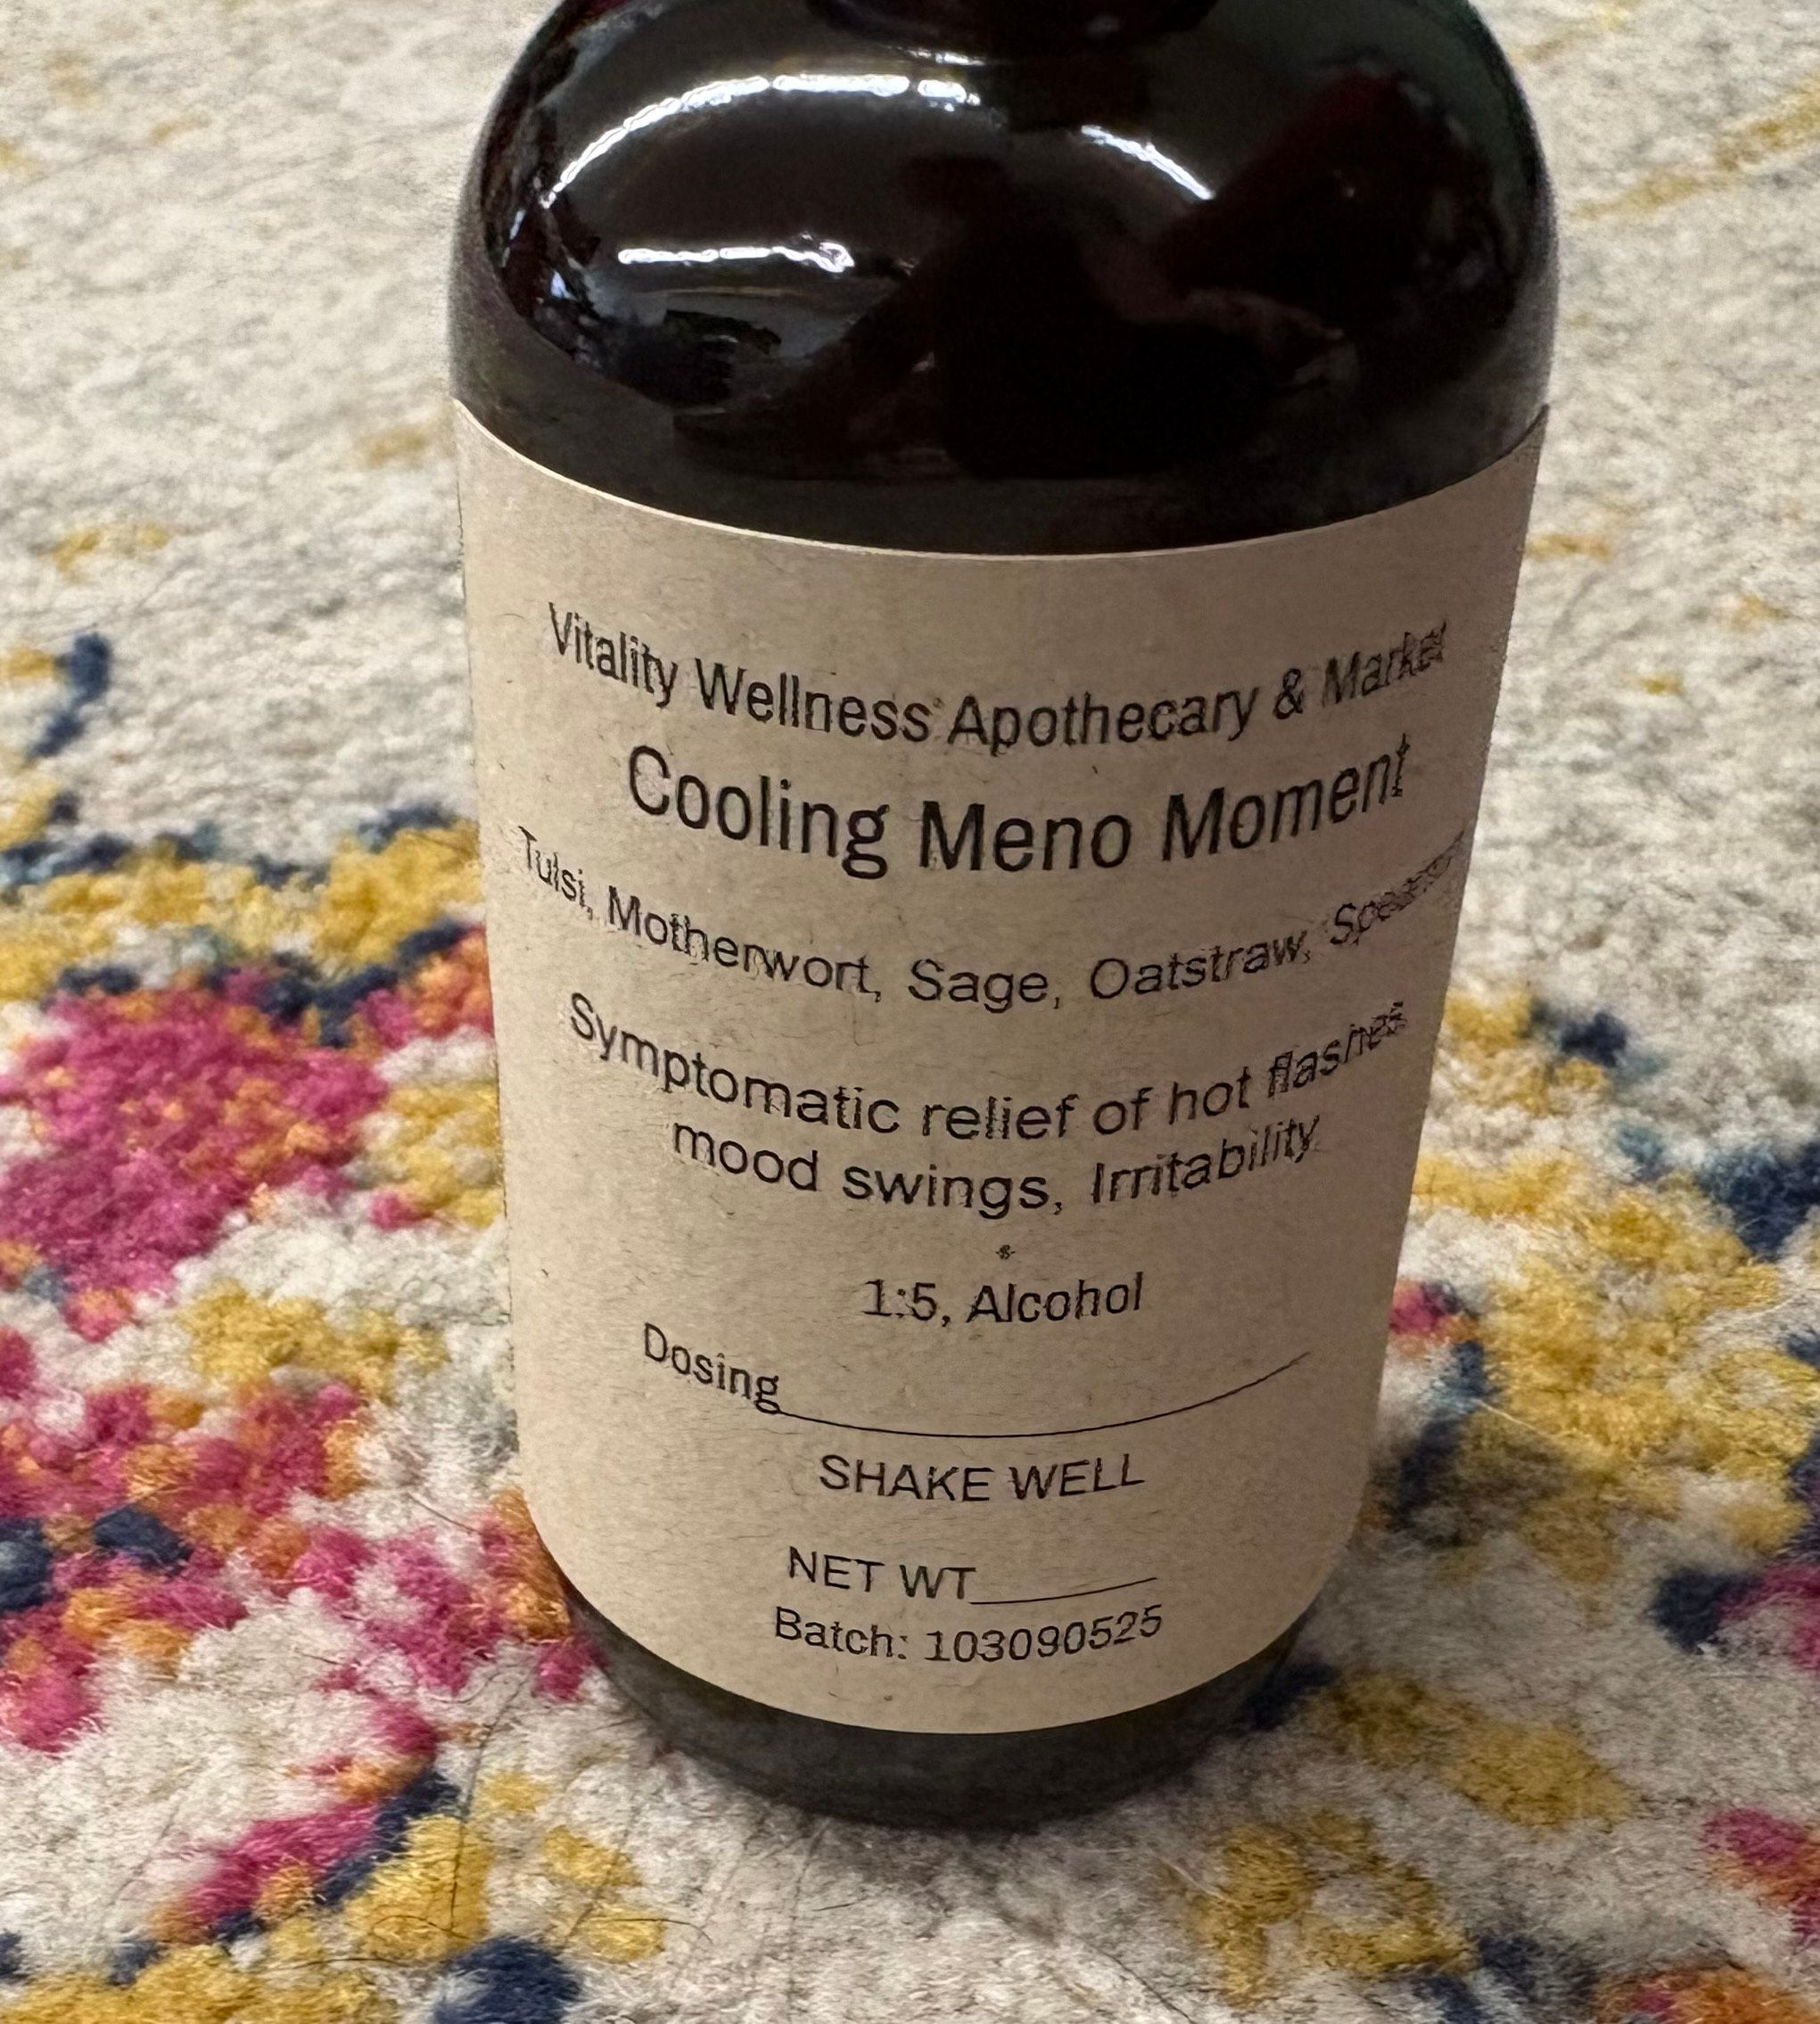 Vitality Wellness Apothecary & Market
Cooling Meno Moment
Tulsi, Motherwort, Sage, Oatstraw,
Symptomatic relief of hot flashes
mood swings, Irritability
1:5, Alcohol
Dosing
SHAKE WELL
NET WT
Batch: 103090525